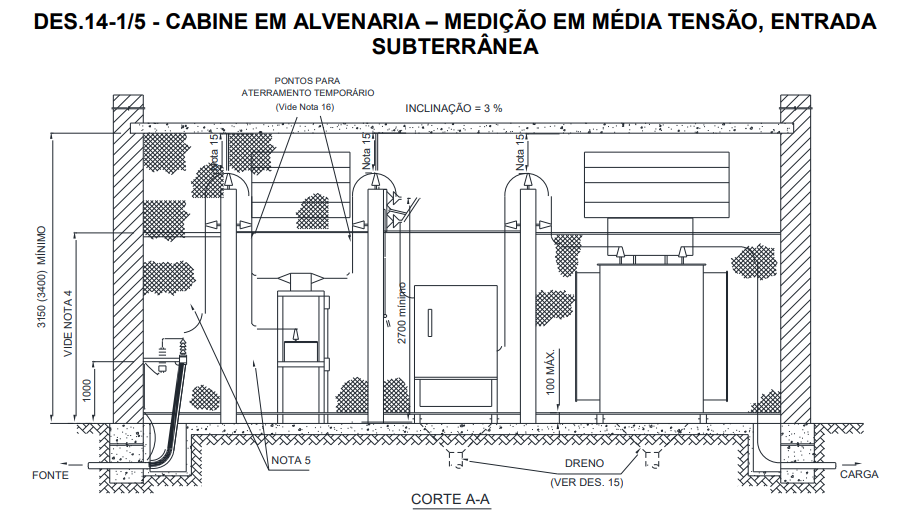 DES.14-1/5 - CABINE EM ALVENARIA – MEDIÇÃO EM MÉDIA TENSÃO, ENTRADA
SUBTERRÂNEA
PONTOS PARA
ATERRAMENTO TEMPORÁRIO
(Vide Nota 16)
INCLINAÇÃO = 3 %
Nota 15
Nota 15
Nota 15
3150 (3400) MÍNIMO
VIDE NOTA 4
1000
2700 mínimo
100 MÁX.
NOTA 5
FONTE
DRENO
(VER DES. 15)
CARGA
CORTE A-A